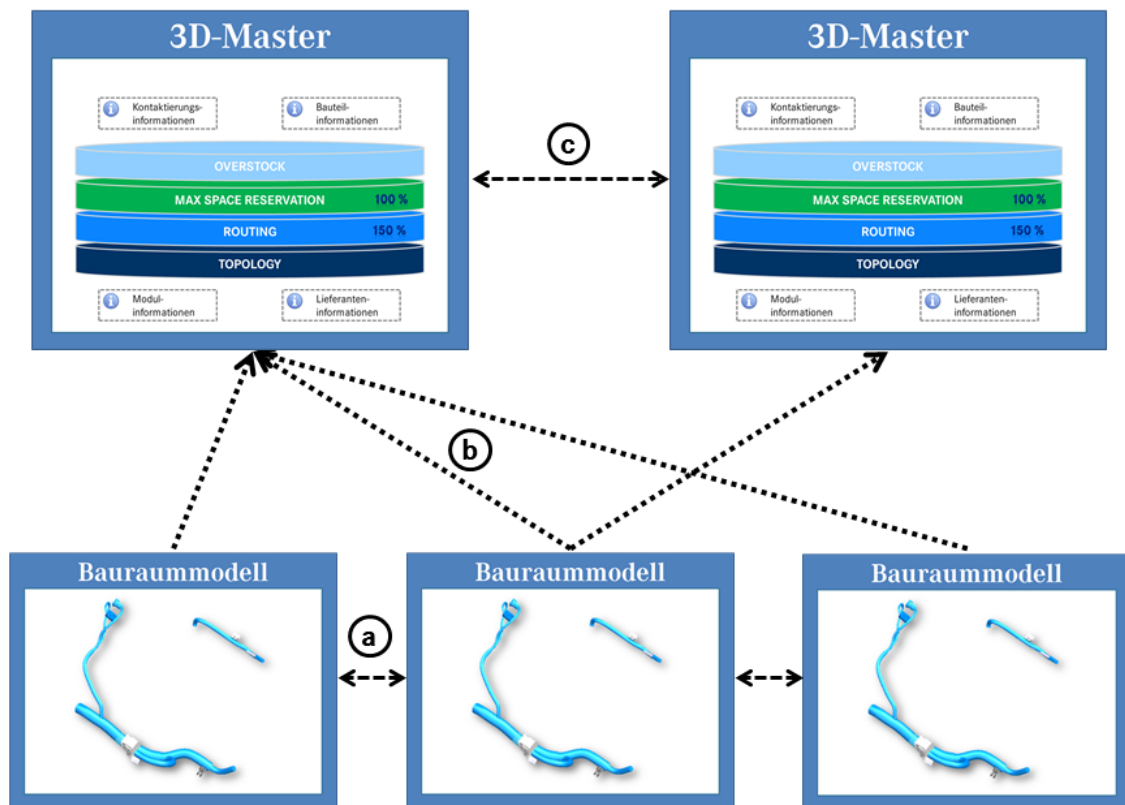 3D-Master
Kontaktierungs-
informationen
Bauteil-
informationen
OVERSTOCK
MAX SPACE RESERVATION 100 %
ROUTING 150 %
TOPOLOGY
Modul-
informationen
Lieferanten-
informationen
c
3D-Master
Kontaktierungs-
informationen
Bauteil-
informationen
OVERSTOCK
MAX SPACE RESERVATION 100 %
ROUTING 150 %
TOPOLOGY
Modul-
informationen
Lieferanten-
informationen
b
Bauraummodell
a
Bauraummodell
Bauraummodell